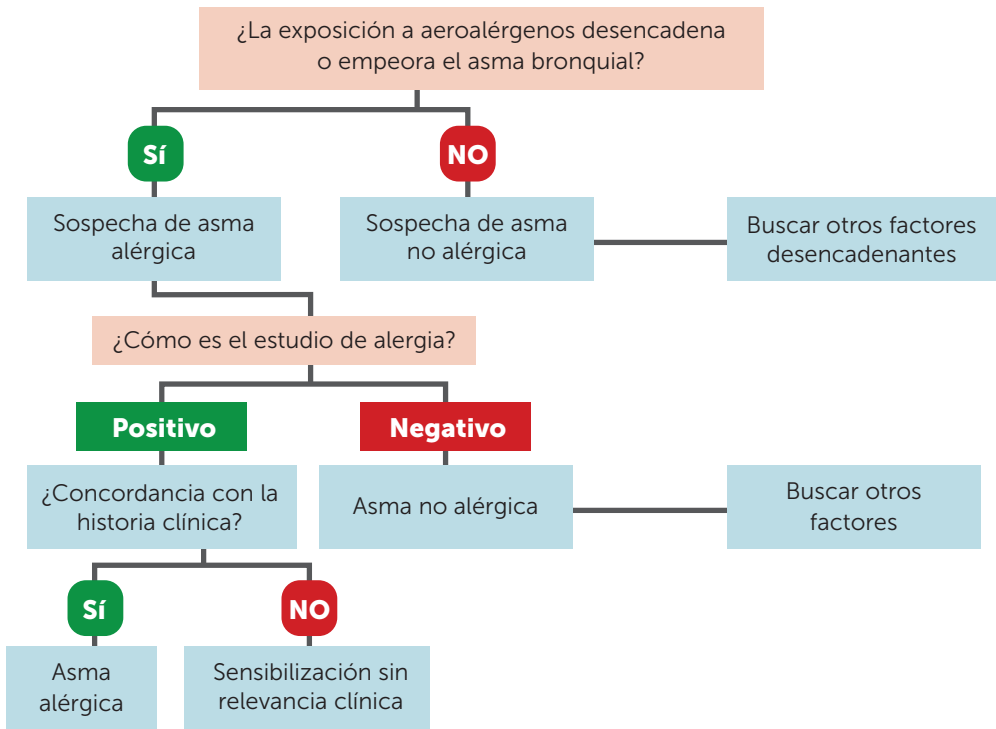 ¿La exposición a aeroalérgenos desencadena
o empeora el asma bronquial?
Sí
NO
Sospecha de asma
alérgica
Sospecha de asma
no alérgica
Buscar otros factores
desencadenantes
¿Cómo es el estudio de alergia?
Positivo
Negativo
¿Concordancia con la
historia clínica?
Asma no alérgica
Buscar otros
factores
Sí
NO
Asma
alérgica
Sensibilización sin
relevancia clínica